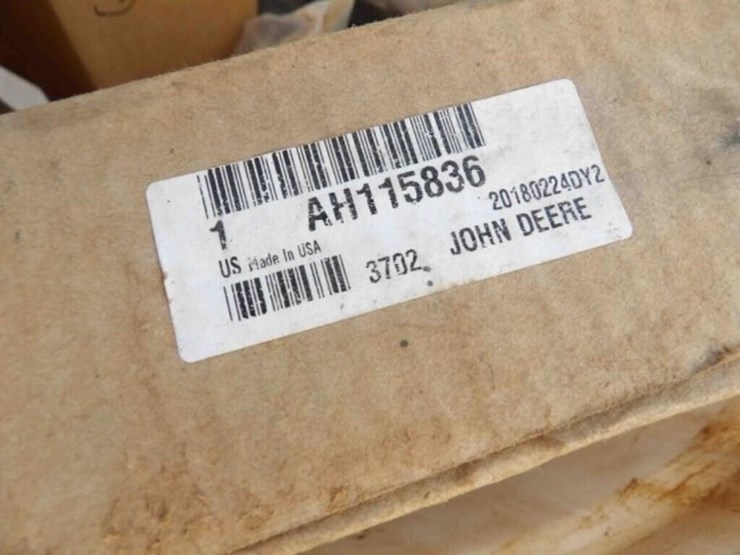 1 AH115836 20180224DY2
US Made In USA
3702 JOHN DEERE